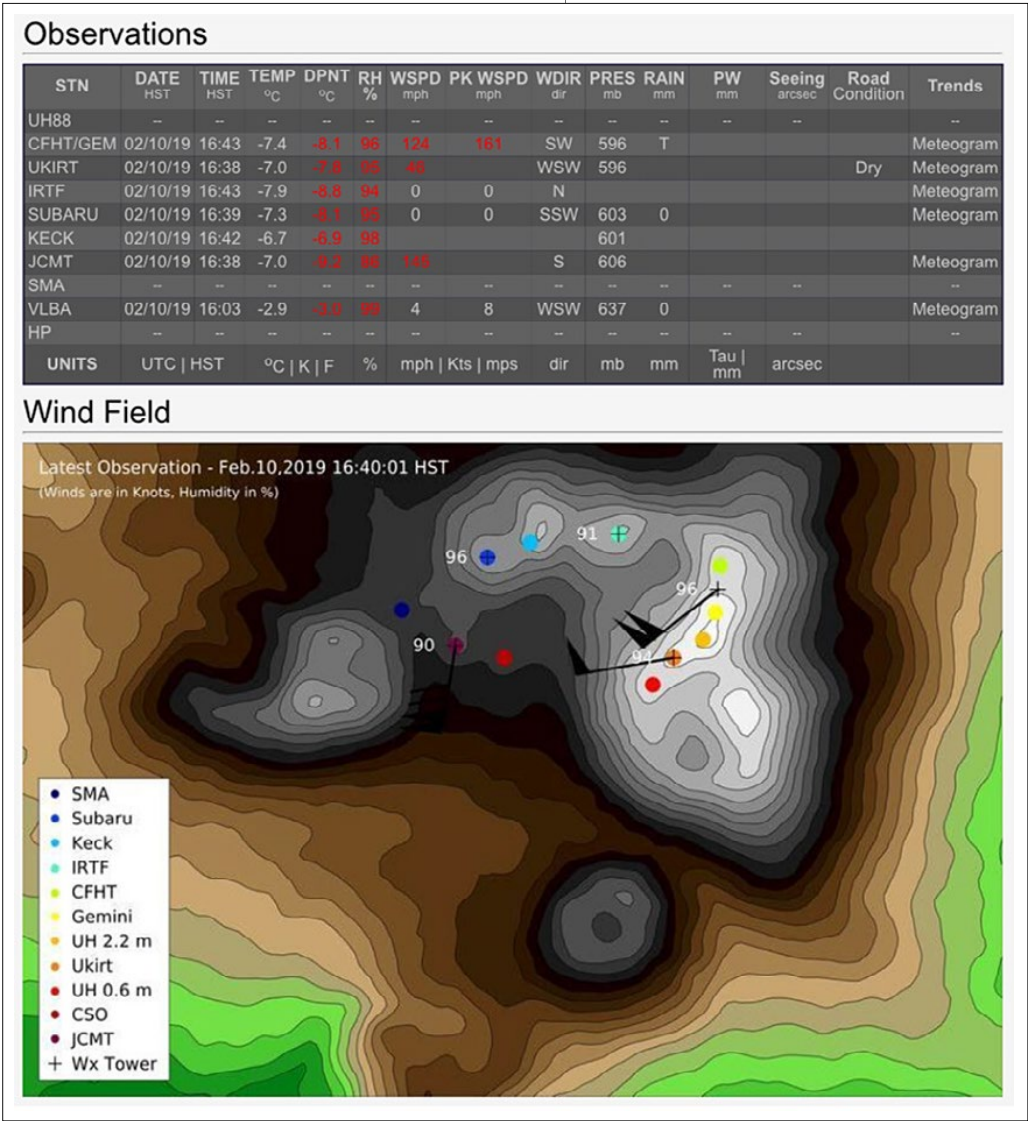 Observations
STN DATE TIME TEMP DPNT RH WSPD PK WSPD WDIR PRES RAIN PW Seeing Road Trends
HST HST ºC ºC % mph mph dir mb mm mm arcsec Condition
UH88 -- -- -- -- -- -- -- -- -- -- -- -- --
CFHT/GEM 02/10/19 16:43 -7.4 -8.1 96 124 161 SW 596 T Meteogram
UKIRT 02/10/19 16:38 -7.0 WSW 596 Dry Meteogram
IRTF 02/10/19 16:43 -7.9 -8.8 94 0 0 N Meteogram
SUBARU 02/10/19 16:39 -7.3 -8.1 0 0 SSW 603 0 Meteogram
KECK 02/10/19 16:42 -6.7 -6.9 98 601
JCMT 02/10/19 16:38 -7.0 145 S 606 Meteogram
SMA -- -- -- -- -- -- -- -- -- -- -- -- --
VLBA 02/10/19 16:03 -2.9 -3.0 4 8 WSW 637 0 Meteogram
HP -- -- -- -- -- -- -- -- -- -- -- -- --
UNITS UTC | HST ºC | K | F % mph | Kts | mps dir mb mm Tau | mm arcsec
Wind Field
Latest Observation - Feb.10,2019 16:40:01 HST
(Winds are in Knots, Humidity in %)
91
96
96
90
94
SMA
Subaru
Keck
IRTF
CFHT
Gemini
UH 2.2 m
Ukirt
UH 0.6 m
CSO
JCMT
Wx Tower